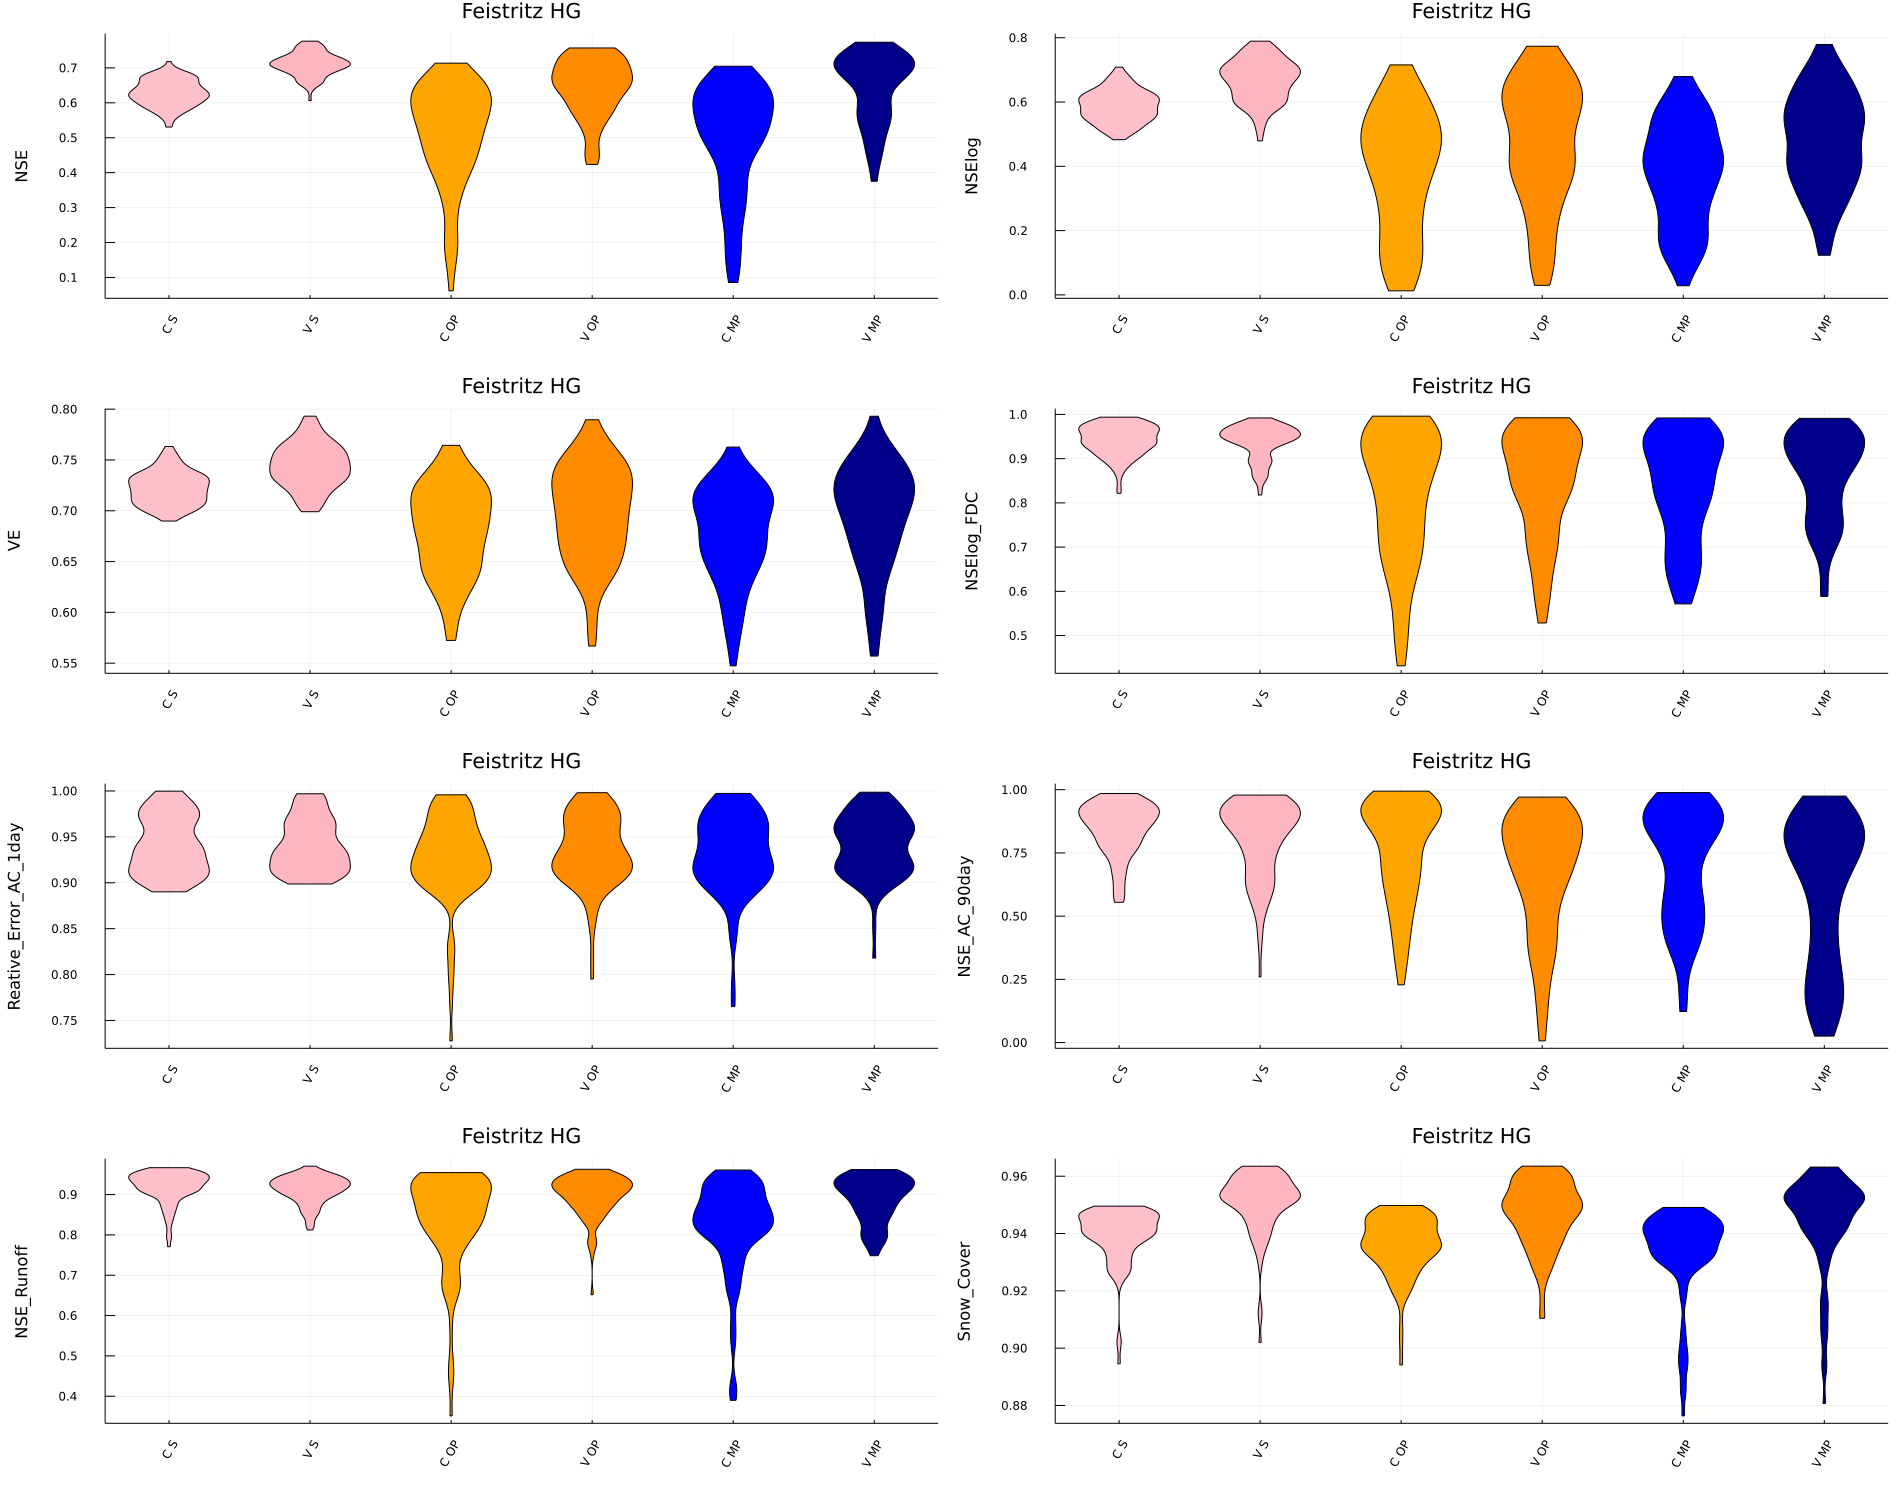 Feistritz HG
NSE
0.7
0.6
0.5
0.4
0.3
0.2
0.1
C S
V S
C OP
V OP
C MP
V MP
Feistritz HG
NSElog
0.8
0.6
0.4
0.2
0.0
C S
V S
C OP
V OP
C MP
V MP
Feistritz HG
VE
0.80
0.75
0.70
0.65
0.60
0.55
C S
V S
C OP
V OP
C MP
V MP
Feistritz HG
NSElog_FDC
1.0
0.9
0.8
0.7
0.6
0.5
C S
V S
C OP
V OP
C MP
V MP
Feistritz HG
Reative_Error_AC_1day
1.00
0.95
0.90
0.85
0.80
0.75
C S
V S
C OP
V OP
C MP
V MP
Feistritz HG
NSE_AC_90day
1.00
0.75
0.50
0.25
0.00
C S
V S
C OP
V OP
C MP
V MP
Feistritz HG
NSE_Runoff
0.9
0.8
0.7
0.6
0.5
0.4
C S
V S
C OP
V OP
C MP
V MP
Feistritz HG
Snow_Cover
0.96
0.94
0.92
0.90
0.88
C S
V S
C OP
V OP
C MP
V MP